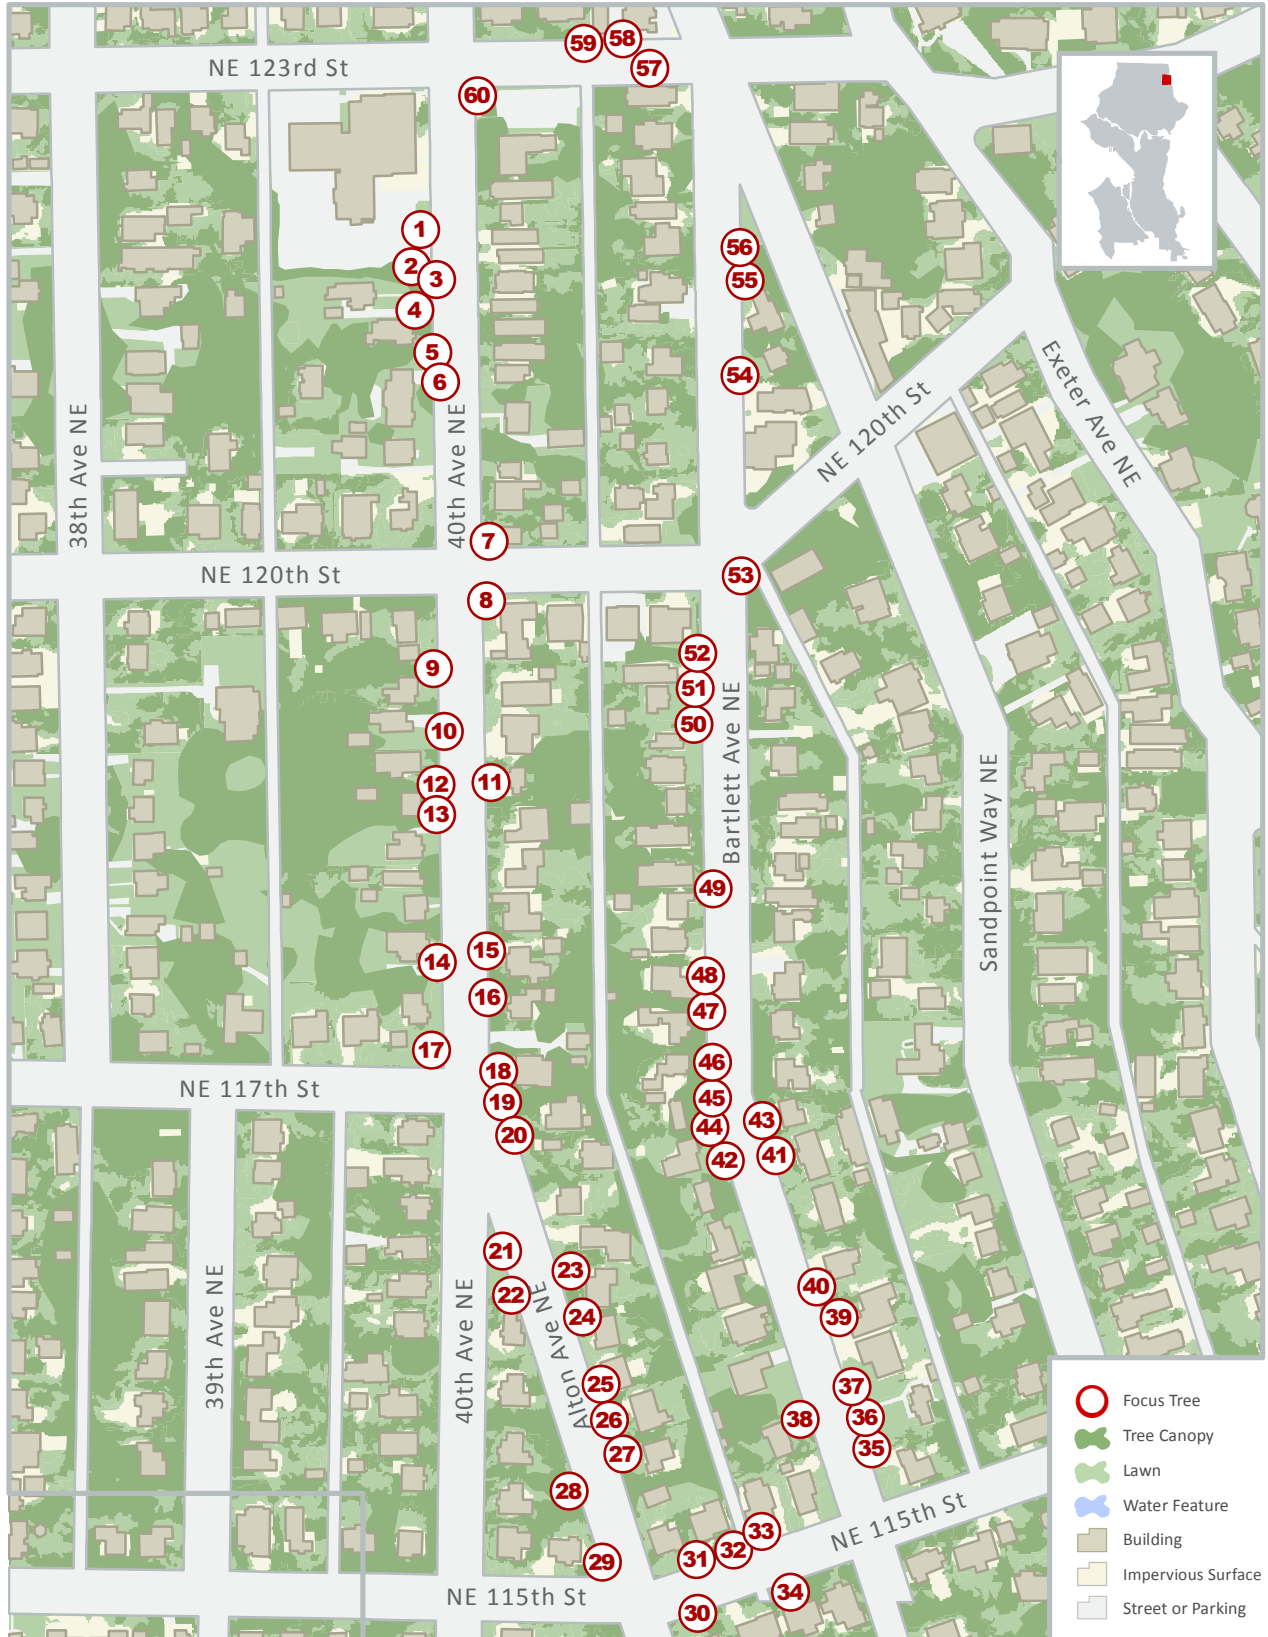 59
58
57
NE 123rd St
60
1
2
3
4
5
6
56
55
54
Exeter Ave NE
NE 120th St
38th Ave NE
40th Ave NE
7
NE 120th St
53
8
9
52
51
50
Bartlett Ave NE
10
11
12
13
Sandpoint Way NE
49
14
15
16
48
47
17
18
46
NE 117th St
19
45
20
44
43
42
41
21
22
23
24
40
39
39th Ave NE
40th Ave NE
Alton Ave NE
25
26
27
37
38
36
35
28
29
31
32
33
NE 115th St
NE 115th St
30
34
Focus Tree
Tree Canopy
Lawn
Water Feature
Building
Impervious Surface
Street or Parking